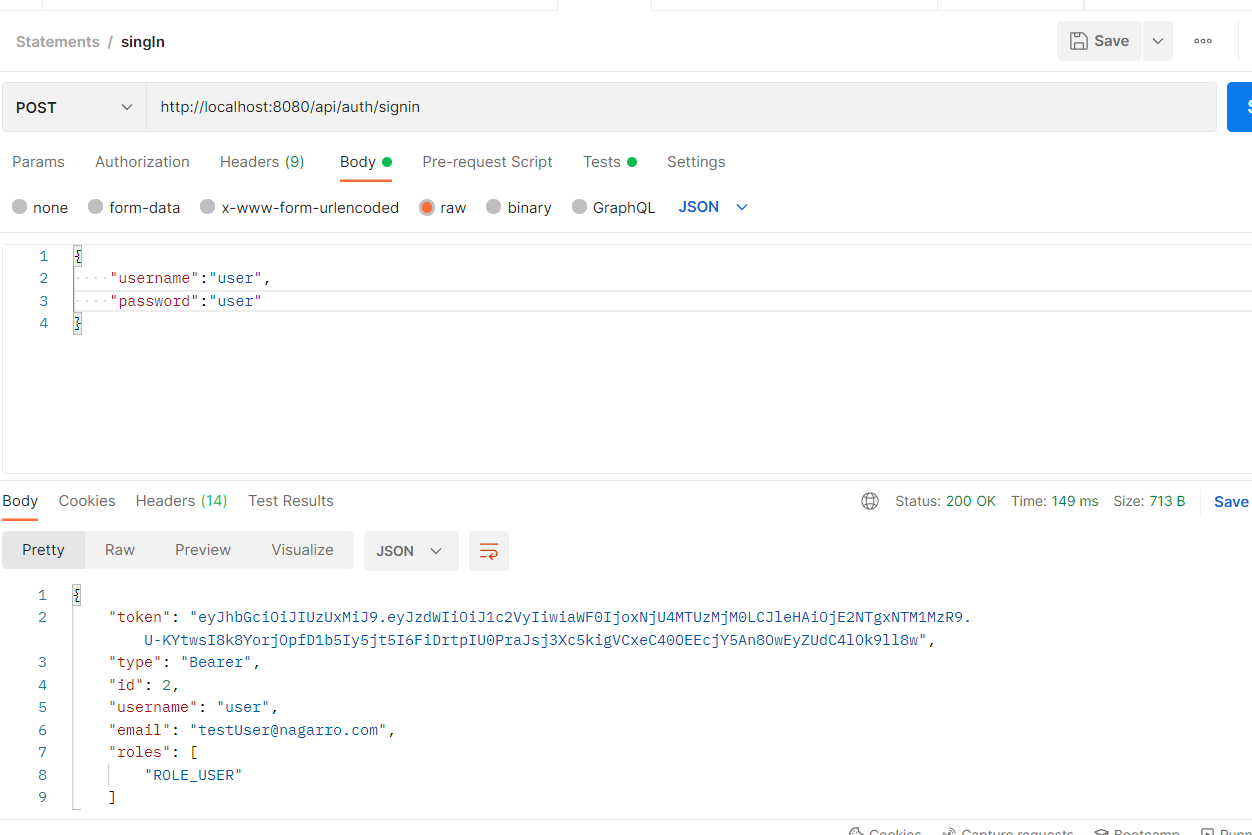 Statements / singIn
Save
POST http://localhost:8080/api/auth/signin
Params Authorization Headers (9) Body Pre-request Script Tests Settings
none form-data x-www-form-urlencoded raw binary GraphQL JSON
1 {
2 ····"username":"user",
3 ····"password":"user"
4 }
Body Cookies Headers (14) Test Results Status: 200 OK Time: 149 ms Size: 713 B Save
Pretty Raw Preview Visualize JSON
1 {
2 "token": "eyJhbGciOiJIUzUxMiJ9.eyJzdWIiOiJ1c2VyIiwiaWF0IjoxNjU4MTUzMjM0LCJleHAiOjE2NTgxNTM1MzR9.
U-KYtwsI8k8YorjOpfD1b5Iy5jt5I6FiDrtpIU0PraJsj3Xc5kigVCxeC40OEEcjY5An8OwEyZUdC4lOk9ll8w",
3 "type": "Bearer",
4 "id": 2,
5 "username": "user",
6 "email": "testUser@nagarro.com",
7 "roles": [
8 "ROLE_USER"
9 ]
Cookies Capture requests Bootcamp